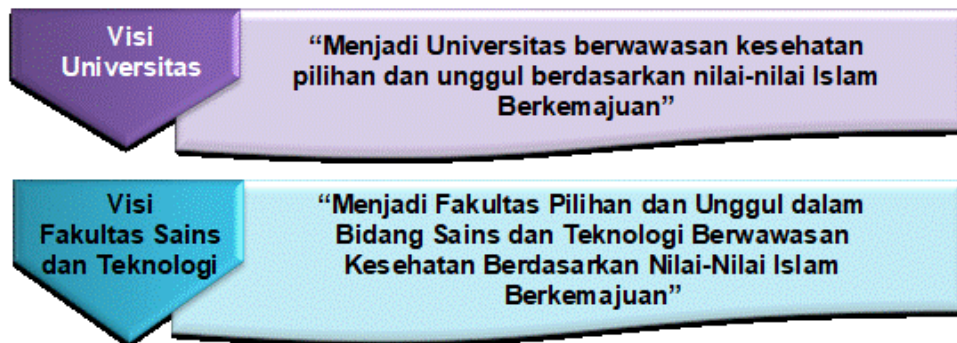 Visi
Universitas
“Menjadi Universitas berwawasan kesehatan
pilihan dan unggul berdasarkan nilai-nilai Islam
Berkemajuan”
Visi
Fakultas Sains
dan Teknologi
“Menjadi Fakultas Pilihan dan Unggul dalam
Bidang Sains dan Teknologi Berwawasan
Kesehatan Berdasarkan Nilai-Nilai Islam
Berkemajuan”